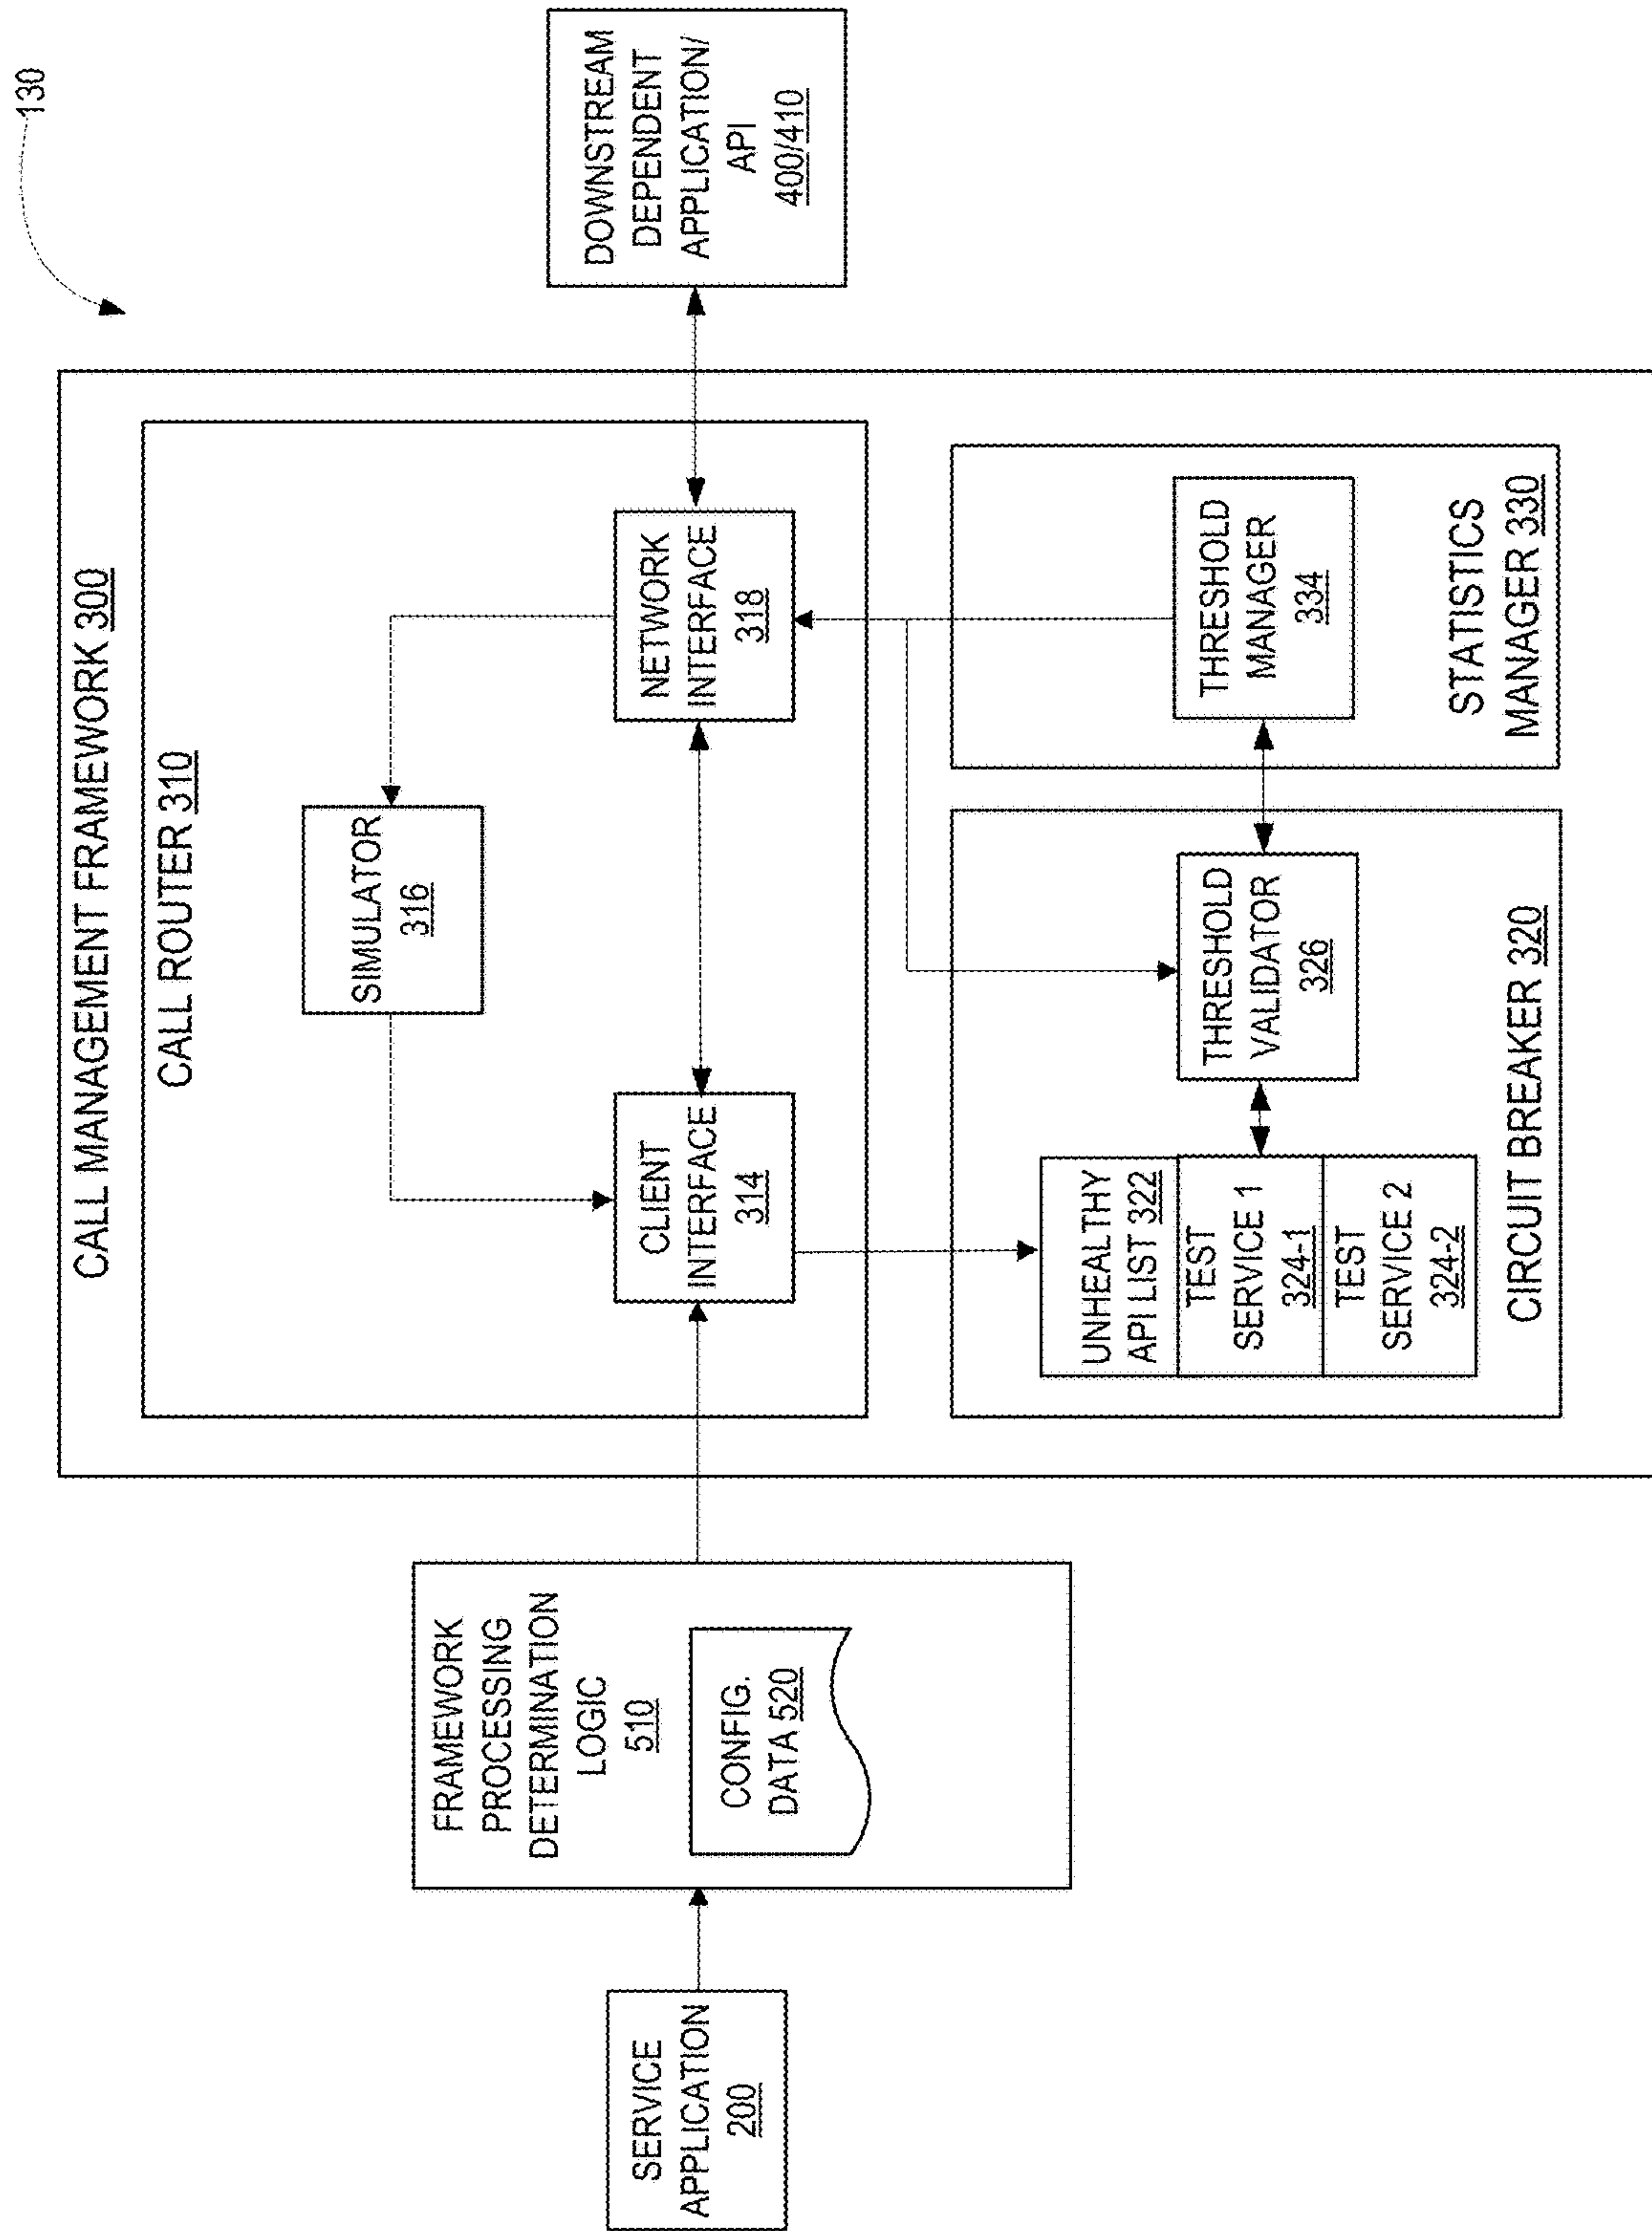 130
CALL MANAGEMENT FRAMEWORK 300
CALL ROUTER 310
SIMULATOR
316
CLIENT
INTERFACE
314
NETWORK
INTERFACE
318
SERVICE
APPLICATION
200
FRAMEWORK
PROCESSING
DETERMINATION
LOGIC
510
CONFIG.
DATA 520
DOWNSTREAM
DEPENDENT
APPLICATION/
API
400/410
UNHEALTHY
API LIST 322
TEST
SERVICE 1
324-1
TEST
SERVICE 2
324-2
THRESHOLD
VALIDATOR
326
CIRCUIT BREAKER 320
THRESHOLD
MANAGER
334
STATISTICS
MANAGER 330